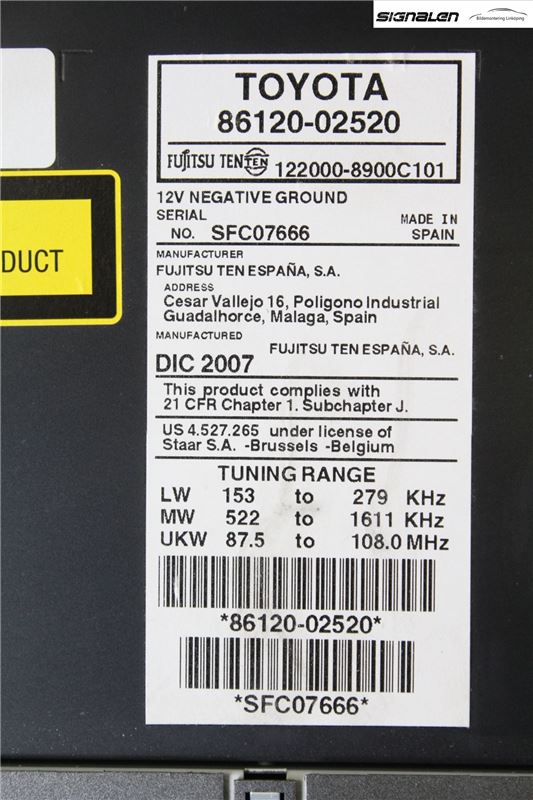 SIGNALEN
Bildemontering Linköping
DUCT
TOYOTA
86120-02520
FUJITSU TEN TEN 122000-8900C101
12V NEGATIVE GROUND
SERIAL NO. SFC07666
MADE IN SPAIN
MANUFACTURER
FUJITSU TEN ESPAÑA, S.A.
ADDRESS
Cesar Vallejo 16, Poligono Industrial
Guadalhorce, Malaga, Spain
MANUFACTURED
FUJITSU TEN ESPAÑA, S.A.
DIC 2007
This product complies with
21 CFR Chapter 1. Subchapter J.
US 4.527.265 under license of
Staar S.A. -Brussels -Belgium
TUNING RANGE
LW 153 to 279 KHz
MW 522 to 1611 KHz
UKW 87.5 to 108.0 MHz
*86120-02520*
*SFC07666*